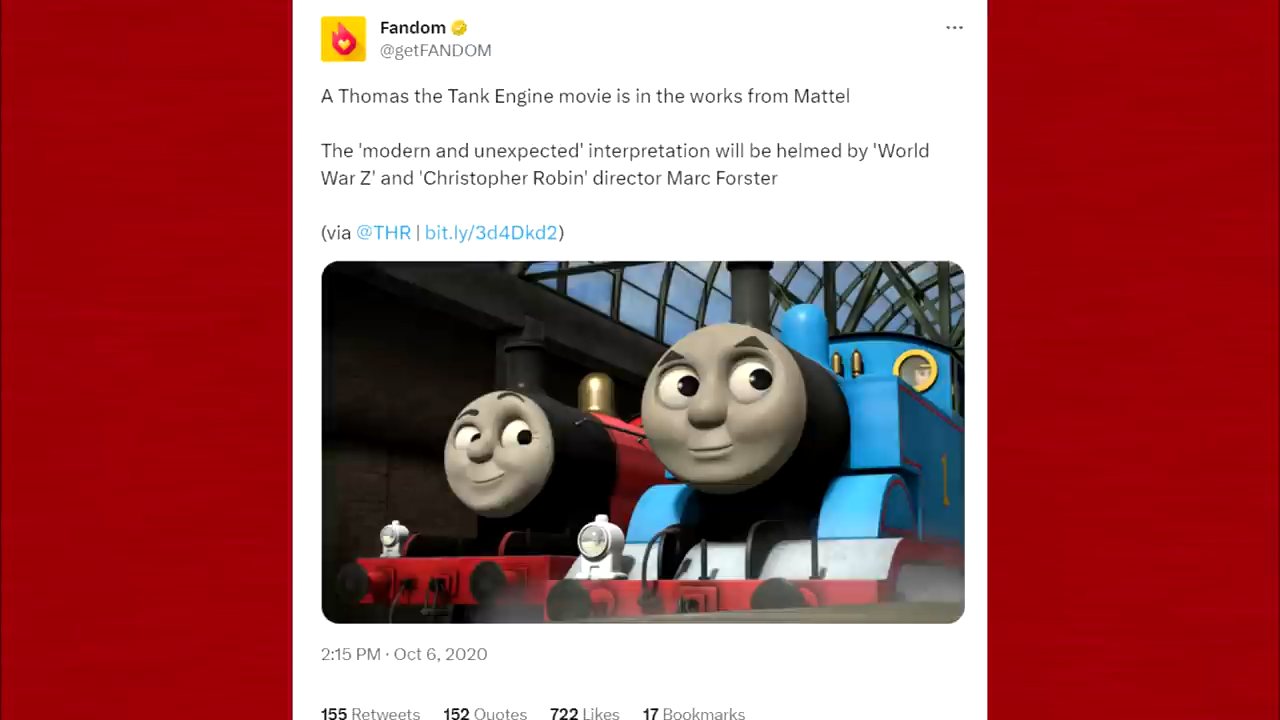 Fandom
@getFANDOM
A Thomas the Tank Engine movie is in the works from Mattel
The 'modern and unexpected' interpretation will be helmed by 'World
War Z' and 'Christopher Robin' director Marc Forster
(via @THR | bit.ly/3d4Dkd2)
1
2:15 PM · Oct 6, 2020
155 Retweets 152 Quotes 722 Likes 17 Bookmarks